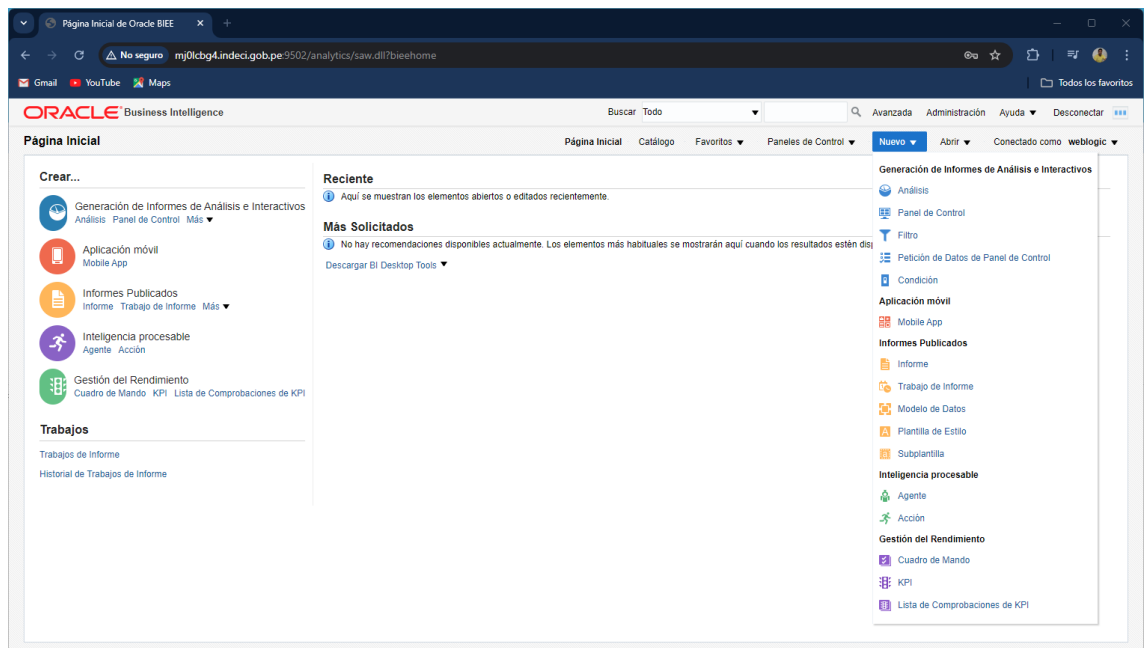 Página Inicial de Oracle BIEE
No seguro mj0lcbg4.indeci.gob.pe:9502/analytics/saw.dll?bieehome
Gmail YouTube Maps Todos los favoritos
ORACLE Business Intelligence
Buscar Todo Avanzada Administración Ayuda Desconectar
Página Inicial
Página Inicial Catálogo Favoritos Paneles de Control Nuevo Abrir Conectado como weblogic
Crear...
Generación de Informes de Análisis e Interactivos
Análisis Panel de Control Más
Aplicación móvil
Mobile App
Informes Publicados
Informe Trabajo de Informe Más
Inteligencia procesable
Agente Acción
Gestión del Rendimiento
Cuadro de Mando KPI Lista de Comprobaciones de KPI
Trabajos
Trabajos de Informe
Historial de Trabajos de Informe
Reciente
Aquí se muestran los elementos abiertos o editados recientemente.
Más Solicitados
No hay recomendaciones disponibles actualmente. Los elementos más habituales se mostrarán aquí cuando los resultados estén
Descargar BI Desktop Tools
Generación de Informes de Análisis e Interactivos
Análisis
Panel de Control
Filtro
Petición de Datos de Panel de Control
Condición
Aplicación móvil
Mobile App
Informes Publicados
Informe
Trabajo de Informe
Modelo de Datos
Plantilla de Estilo
Subplantilla
Inteligencia procesable
Agente
Acción
Gestión del Rendimiento
Cuadro de Mando
KPI
Lista de Comprobaciones de KPI